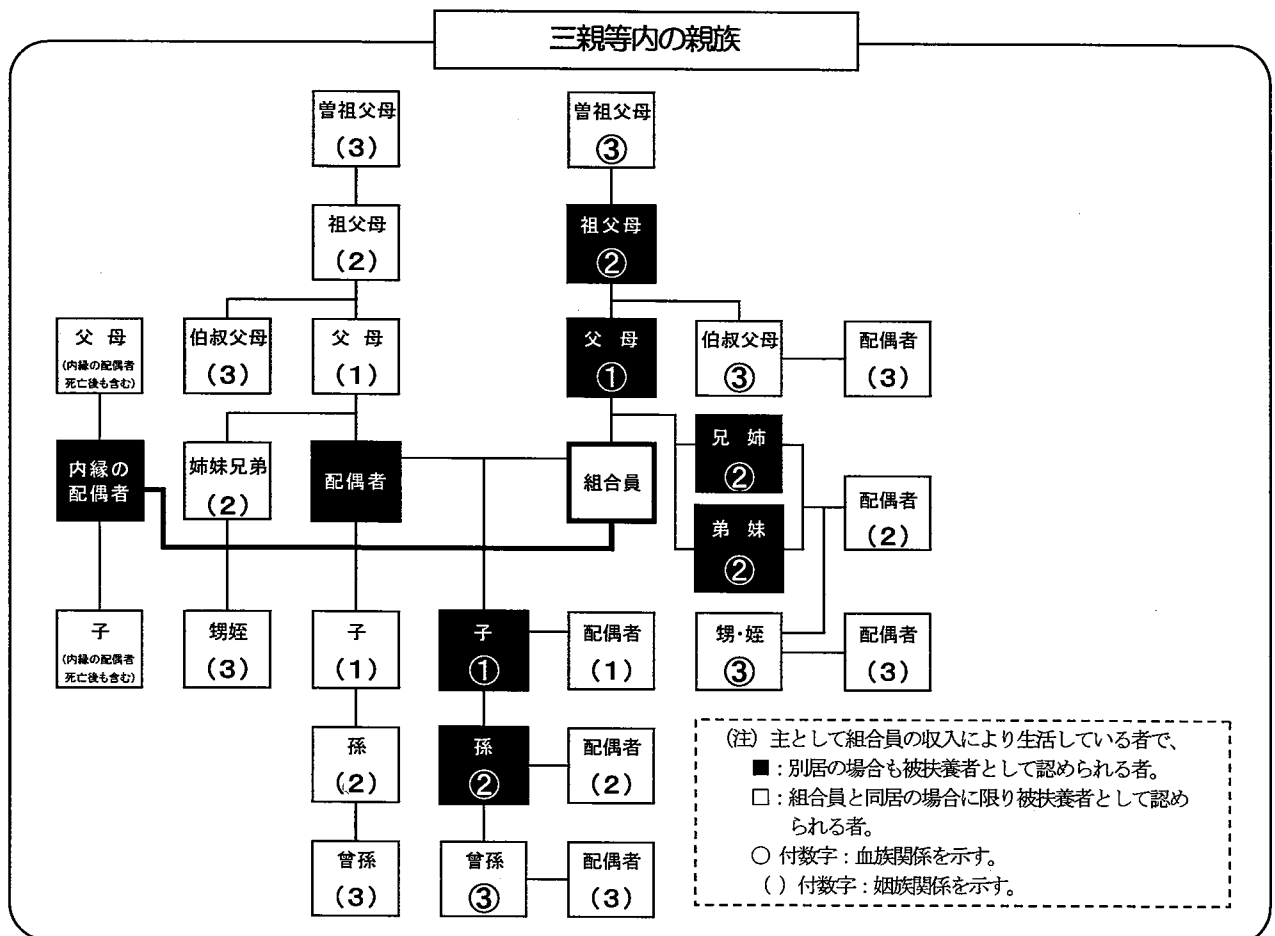 三親等内の親族
曽祖父母
(3)
曽祖父母
③
祖父母
(2)
祖父母
②
父母
(内縁の配偶者
死亡後も含む)
伯叔父母
(3)
父母
(1)
父母
①
伯叔父母
③
配偶者
(3)
内縁の
配偶者
姉妹兄弟
(2)
配偶者
組合員
兄姉
②
弟妹
②
配偶者
(2)
子
(内縁の配偶者
死亡後も含む)
甥姪
(3)
子
(1)
子
①
配偶者
(1)
甥・姪
③
配偶者
(3)
孫
(2)
孫
②
配偶者
(2)
曾孫
(3)
曾孫
③
配偶者
(3)
(注) 主として組合員の収入により生活している者で、
■:別居の場合も被扶養者として認められる者。
□:組合員と同居の場合に限り被扶養者として認め
られる者。
○ 付数字:血族関係を示す。
( ) 付数字:姻族関係を示す。